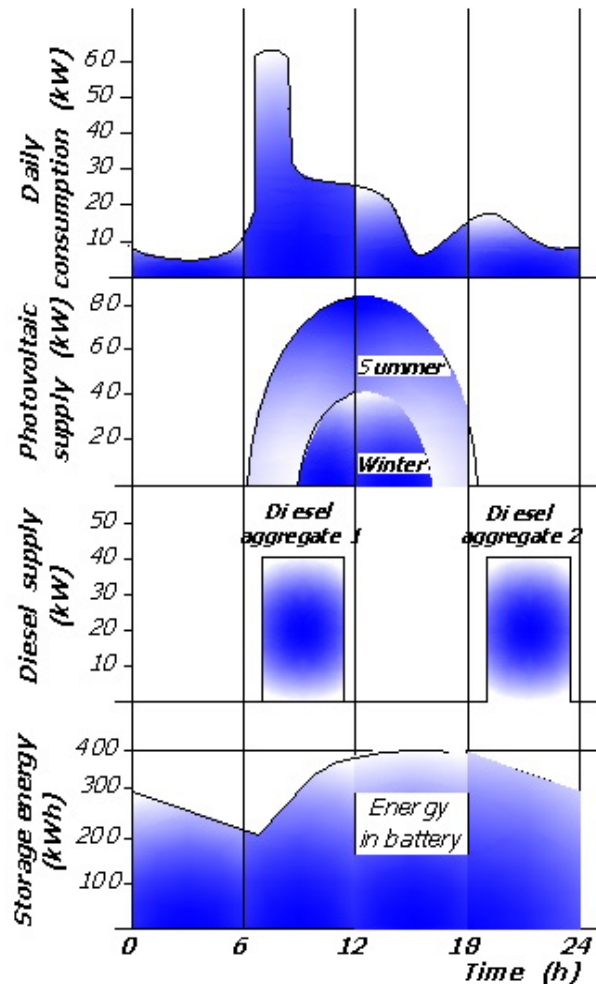 Daily
consumption (kW)
60
50
40
30
20
10
Photovoltaic
supply (kW)
80
60
40
20
Summer
Winter
Diesel supply
(kW)
50
40
30
20
10
Diesel
aggregate 1
Diesel
aggregate 2
Storage energy
(kWh)
400
300
200
100
Energy
in battery
0
6
12
18
24
Time (h)